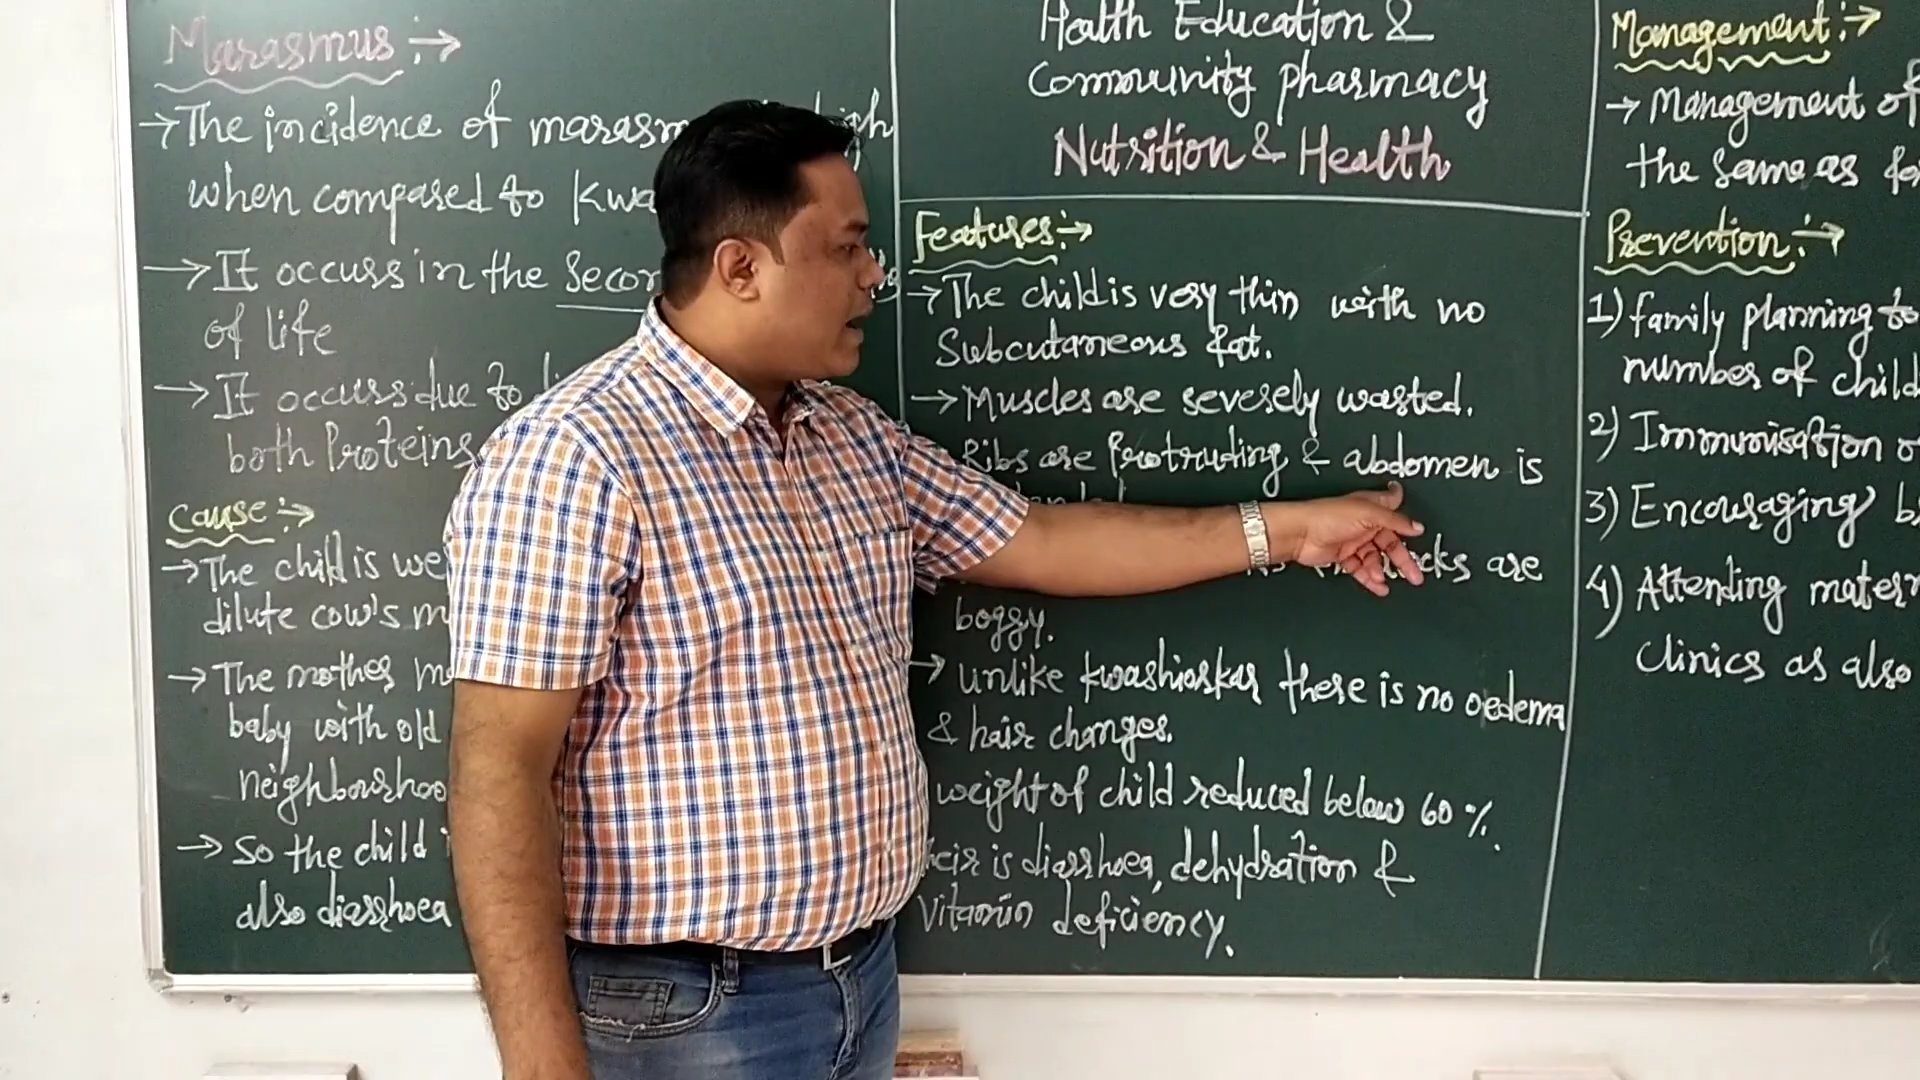 Marasmus :→
→ The incidence of marasm
when compared to Kwa
→ It occurs in the Secon
of life
→ It occurs due to
both Proteins
Cause :→
→ The child is we
dilute cow's m
→ The mother m
baby with old
neighbourhoo
→ So the child
also diarrhoea
Health Education &
Community pharmacy
Nutrition & Health
Features :→
→ The child is very thin with no
Subcutaneous fat.
→ Muscles are severely wasted.
Ribs are Protruding & abdomen is
are
boggy.
→ unlike kwashiorkar there is no oedema
& hair changes.
weight of child reduced below 60 %.
is diarrhoea, dehydration &
Vitamin deficiency.
Management :→
→ Management of
the same as for
Prevention :→
1) family planning to
number of child
2) Immunisation o
3) Encouraging b
4) Attending matern
Clinics as also